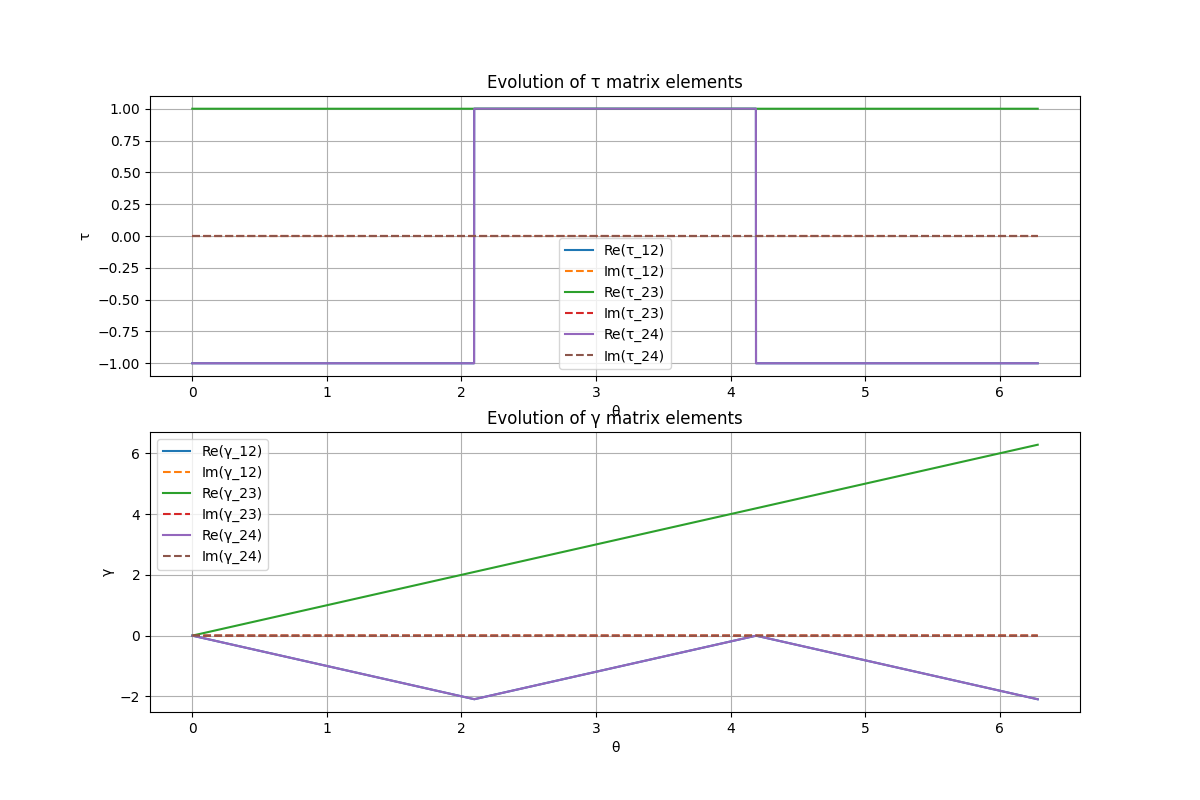 Evolution of τ matrix elements
1.00
0.75
0.50
0.25
0.00
−0.25
−0.50
−0.75
−1.00
τ
Re(τ_12)
Im(τ_12)
Re(τ_23)
Im(τ_23)
Re(τ_24)
Im(τ_24)
0 1 2 3 4 5 6
θ
Evolution of γ matrix elements
6
4
2
0
−2
γ
Re(γ_12)
Im(γ_12)
Re(γ_23)
Im(γ_23)
Re(γ_24)
Im(γ_24)
0 1 2 3 4 5 6
θ